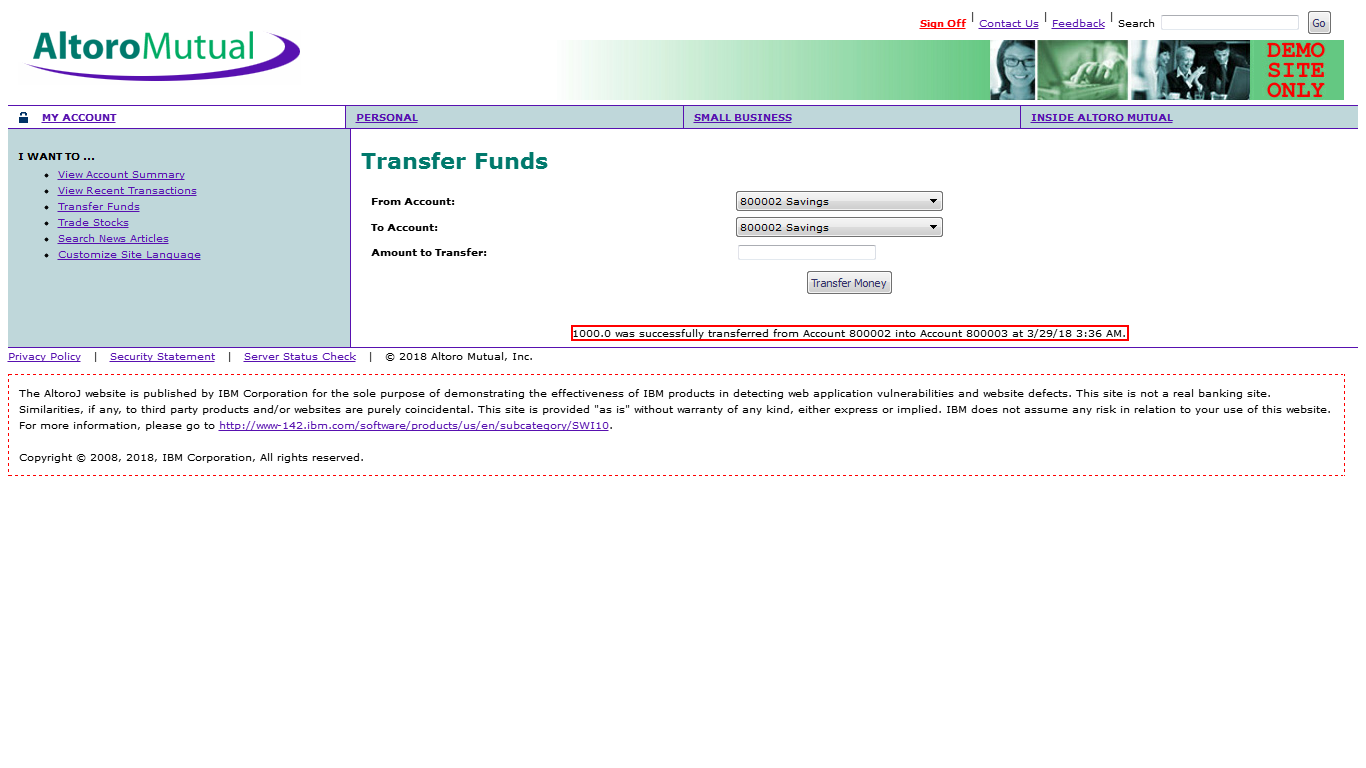 Sign Off | Contact Us | Feedback | Search Go
AltoroMutual
DEMO
SITE
ONLY
MY ACCOUNT
PERSONAL
SMALL BUSINESS
INSIDE ALTORO MUTUAL
I WANT TO ...
• View Account Summary
• View Recent Transactions
• Transfer Funds
• Trade Stocks
• Search News Articles
• Customize Site Language
Transfer Funds
From Account: 800002 Savings
To Account: 800002 Savings
Amount to Transfer:
Transfer Money
1000.0 was successfully transferred from Account 800002 into Account 800003 at 3/29/18 3:36 AM.
Privacy Policy | Security Statement | Server Status Check | © 2018 Altoro Mutual, Inc.
The AltoroJ website is published by IBM Corporation for the sole purpose of demonstrating the effectiveness of IBM products in detecting web application vulnerabilities and website defects. This site is not a real banking site.
Similarities, if any, to third party products and/or websites are purely coincidental. This site is provided "as is" without warranty of any kind, either express or implied. IBM does not assume any risk in relation to your use of this website.
For more information, please go to http://www-142.ibm.com/software/products/us/en/subcategory/SWI10.
Copyright © 2008, 2018, IBM Corporation, All rights reserved.